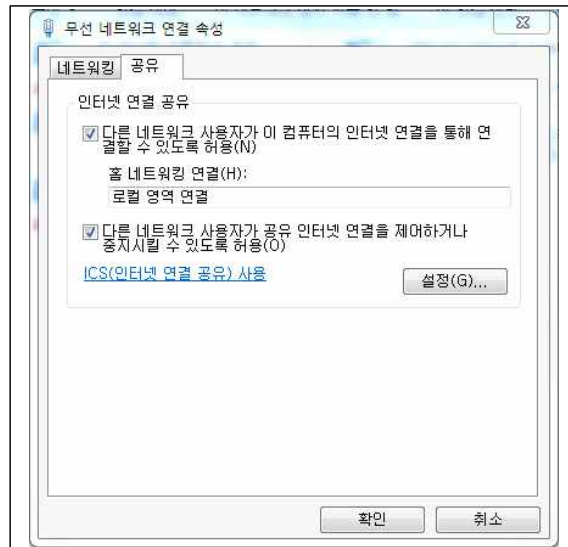 무선 네트워크 연결 속성
네트워킹 공유
인터넷 연결 공유
다른 네트워크 사용자가 이 컴퓨터의 인터넷 연결을 통해 연
결할 수 있도록 허용(N)
홈 네트워킹 연결(H):
로컬 영역 연결
다른 네트워크 사용자가 공유 인터넷 연결을 제어하거나
중지시킬 수 있도록 허용(O)
ICS(인터넷 연결 공유) 사용
설정(G)...
확인 취소